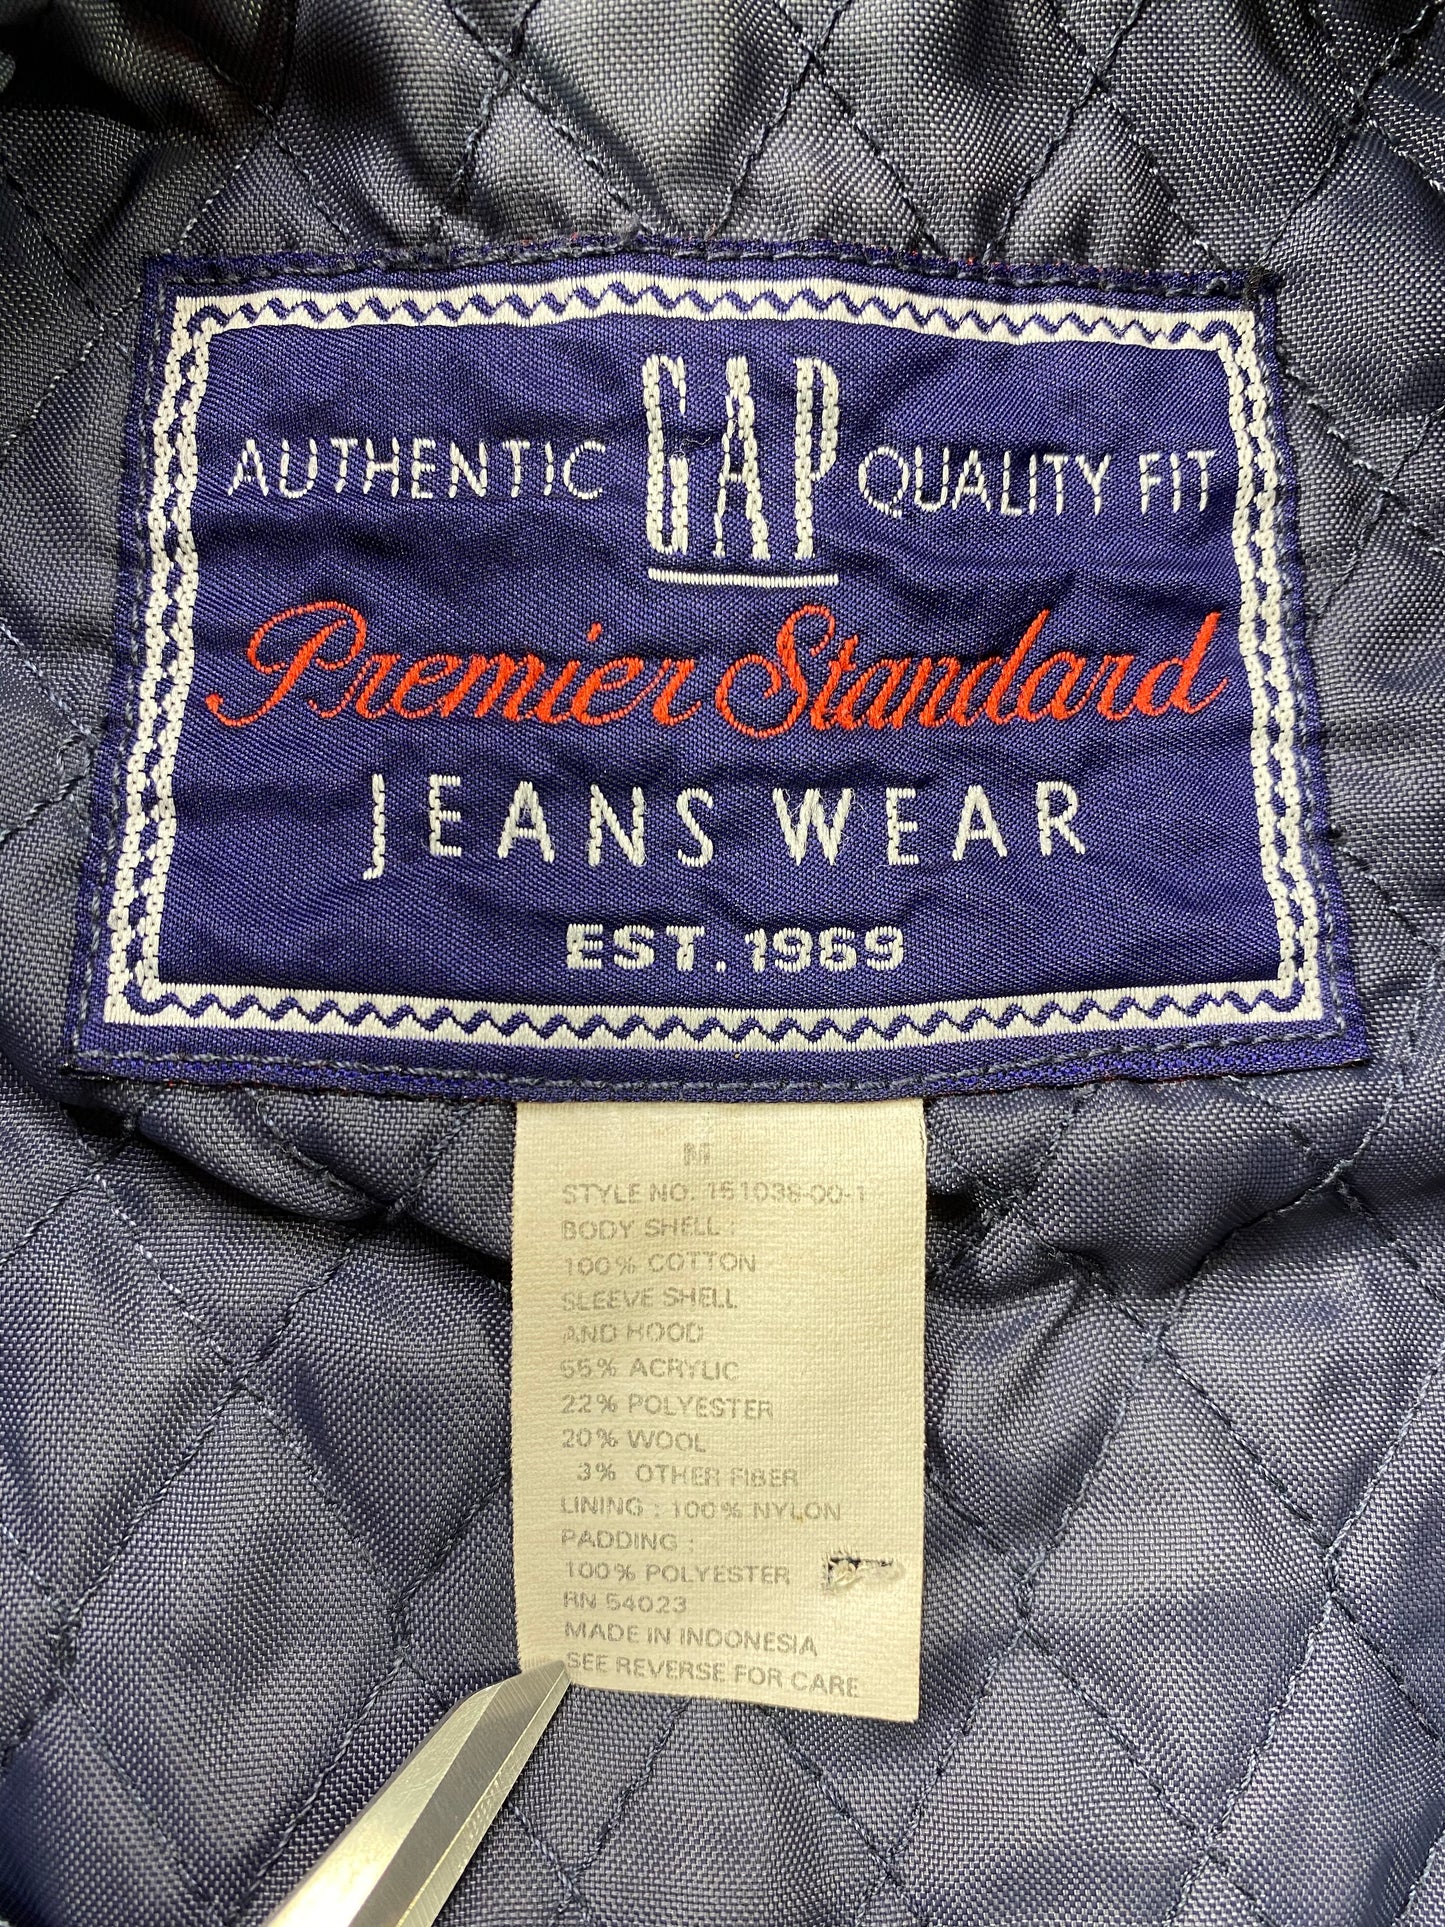 AUTHENTIC GAP QUALITY FIT
Premier Standard
JEANS WEAR
EST. 1969
M
STYLE NO. 151038-00-1
BODY SHELL :
100% COTTON
SLEEVE SHELL
AND HOOD
55% ACRYLIC
22% POLYESTER
20% WOOL
3% OTHER FIBER
LINING : 100% NYLON
PADDING :
100% POLYESTER
RN 54023
MADE IN INDONESIA
SEE REVERSE FOR CARE